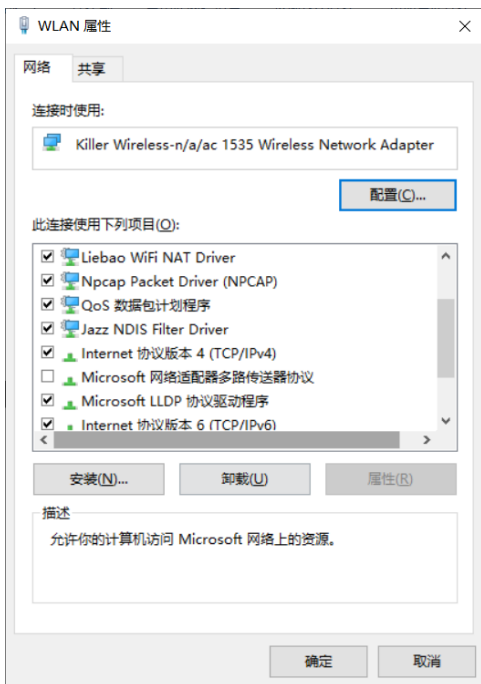 WLAN 属性
网络
共享
连接时使用:
Killer Wireless-n/a/ac 1535 Wireless Network Adapter
配置(C)...
此连接使用下列项目(O):
Liebao WiFi NAT Driver
Npcap Packet Driver (NPCAP)
QoS 数据包计划程序
Jazz NDIS Filter Driver
Internet 协议版本 4 (TCP/IPv4)
Microsoft 网络适配器多路传送器协议
Microsoft LLDP 协议驱动程序
Internet 协议版本 6 (TCP/IPv6)
安装(N)...
卸载(U)
属性(R)
描述
允许你的计算机访问 Microsoft 网络上的资源。
确定
取消